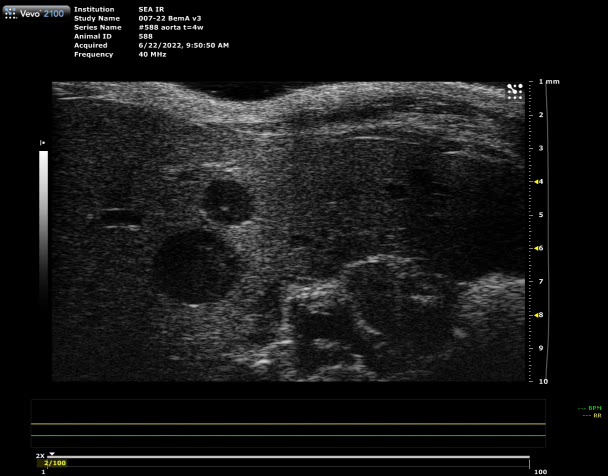 Vevo 2100
Institution SEA IR
Study Name 007-22 BemA v3
Series Name #588 aorta t=4w
Animal ID 588
Acquired 6/22/2022, 9:50:50 AM
Frequency 40 MHz
1 mm
2
3
4
5
6
7
8
9
10
--- BPM
--- RR
2X
2/100
1 100